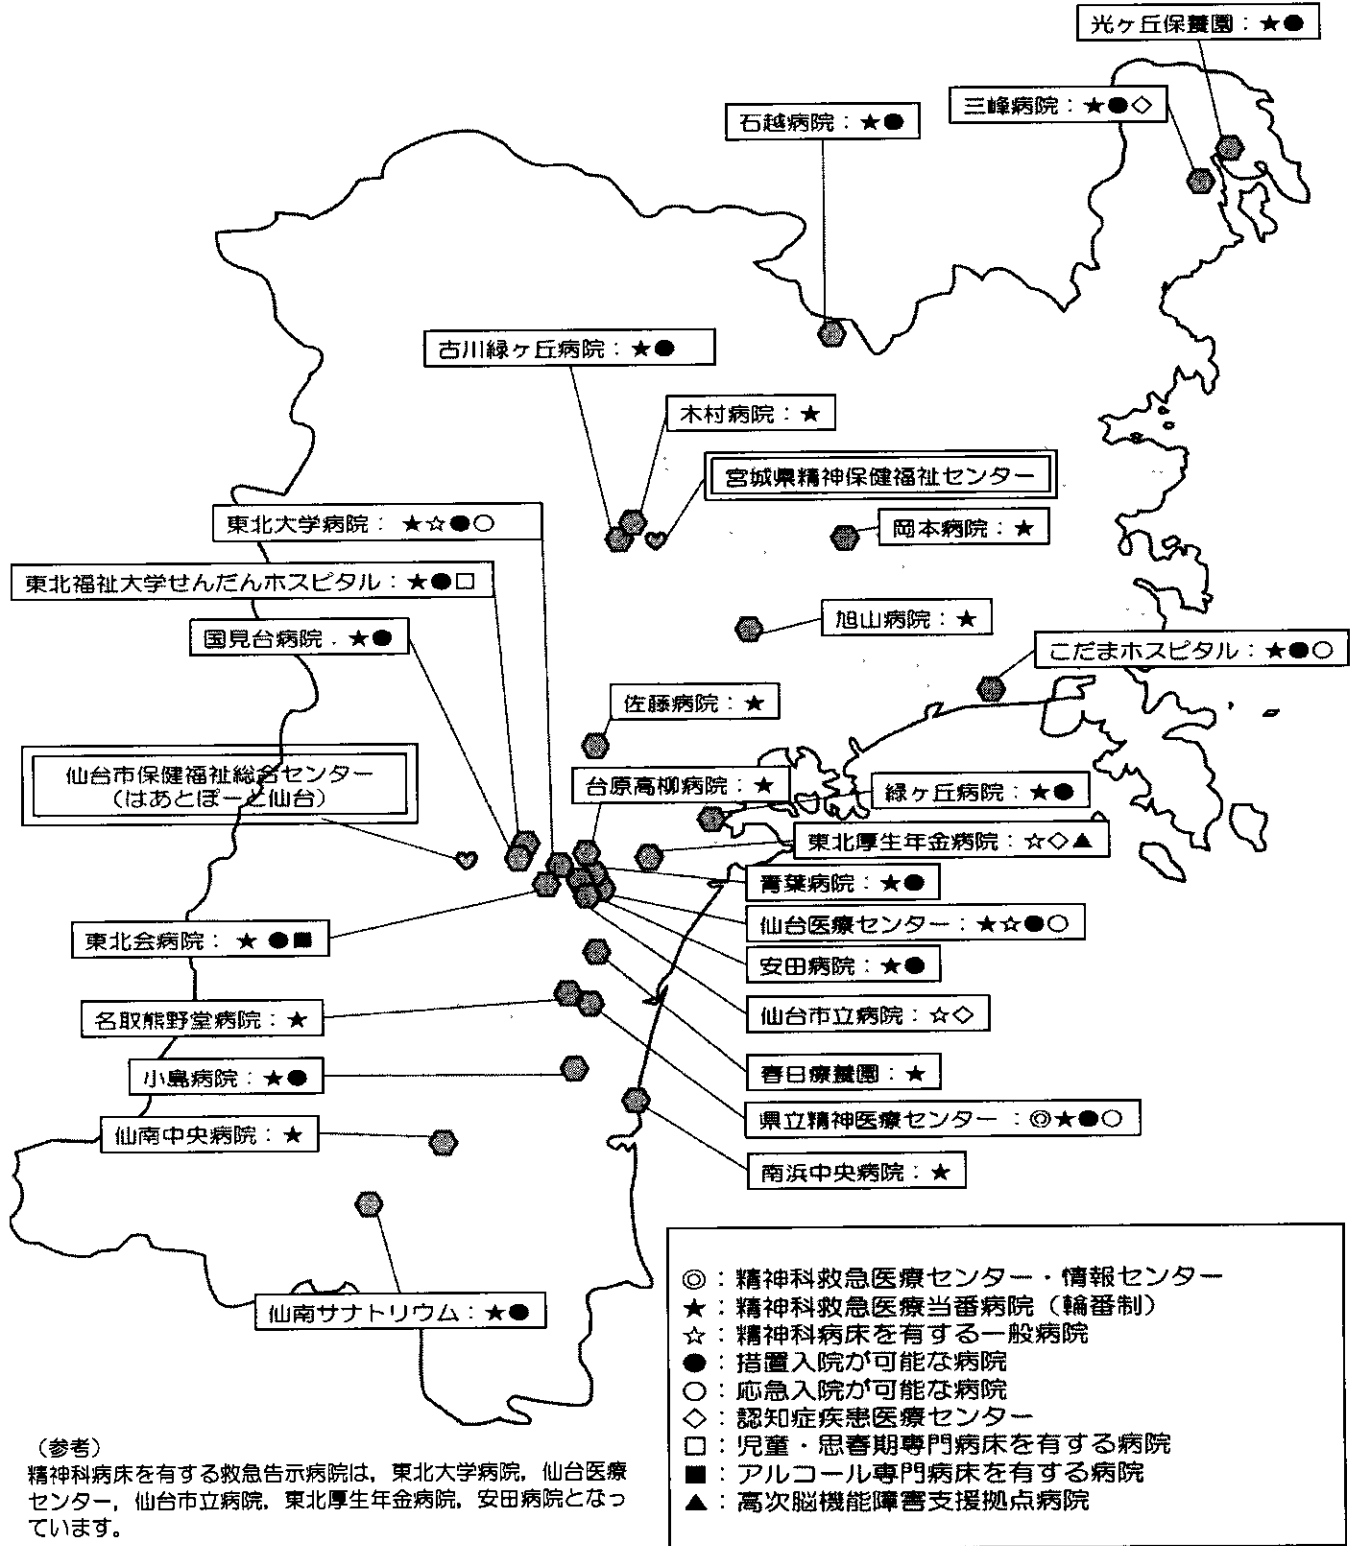 光ヶ丘保養園：★●
三峰病院：★●◇
石越病院：★●
古川緑ヶ丘病院：★●
木村病院：★
宮城県精神保健福祉センター
東北大学病院：★☆●○
岡本病院：★
東北福祉大学せんだんホスピタル：★●□
旭山病院：★
国見台病院：★●
こだまホスピタル：★●○
佐藤病院：★
仙台市保健福祉総合センター
（はあとぽーと仙台）
台原高柳病院：★
緑ヶ丘病院：★●
東北厚生年金病院：☆◇▲
青葉病院：★●
仙台医療センター：★☆●○
東北会病院：★ ●■
安田病院：★●
名取熊野堂病院：★
仙台市立病院：☆◇
小島病院：★●
春日療養園：★
県立精神医療センター：◎★●○
仙南中央病院：★
南浜中央病院：★
仙南サナトリウム：★●
◎：精神科救急医療センター・情報センター
★：精神科救急医療当番病院（輪番制）
☆：精神科病床を有する一般病院
●：措置入院が可能な病院
○：応急入院が可能な病院
◇：認知症疾患医療センター
□：児童・思春期専門病床を有する病院
■：アルコール専門病床を有する病院
▲：高次脳機能障害支援拠点病院
（参考）
精神科病床を有する救急告示病院は，東北大学病院，仙台医療
センター，仙台市立病院，東北厚生年金病院，安田病院となっ
ています。